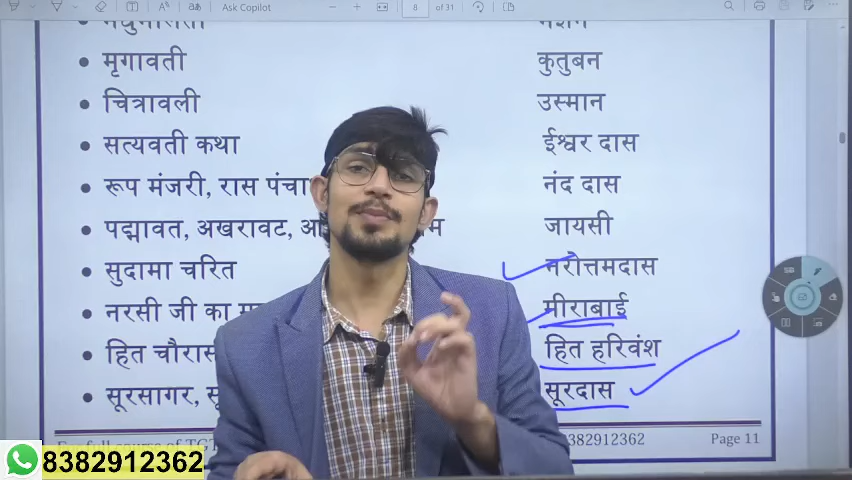 Ask Copilot 8 of 31
मृगावती कुतुबन
चित्रावली उस्मान
सत्यवती कथा ईश्वर दास
रूप मंजरी, रास नंद दास
पद्मावत, अखरावट, जायसी
सुदामा चरित नरोत्तमदास
नरसी जी का मीराबाई
हित हित हरिवंश
सूरसागर, सूरदास
8382912362 Page 11
8382912362